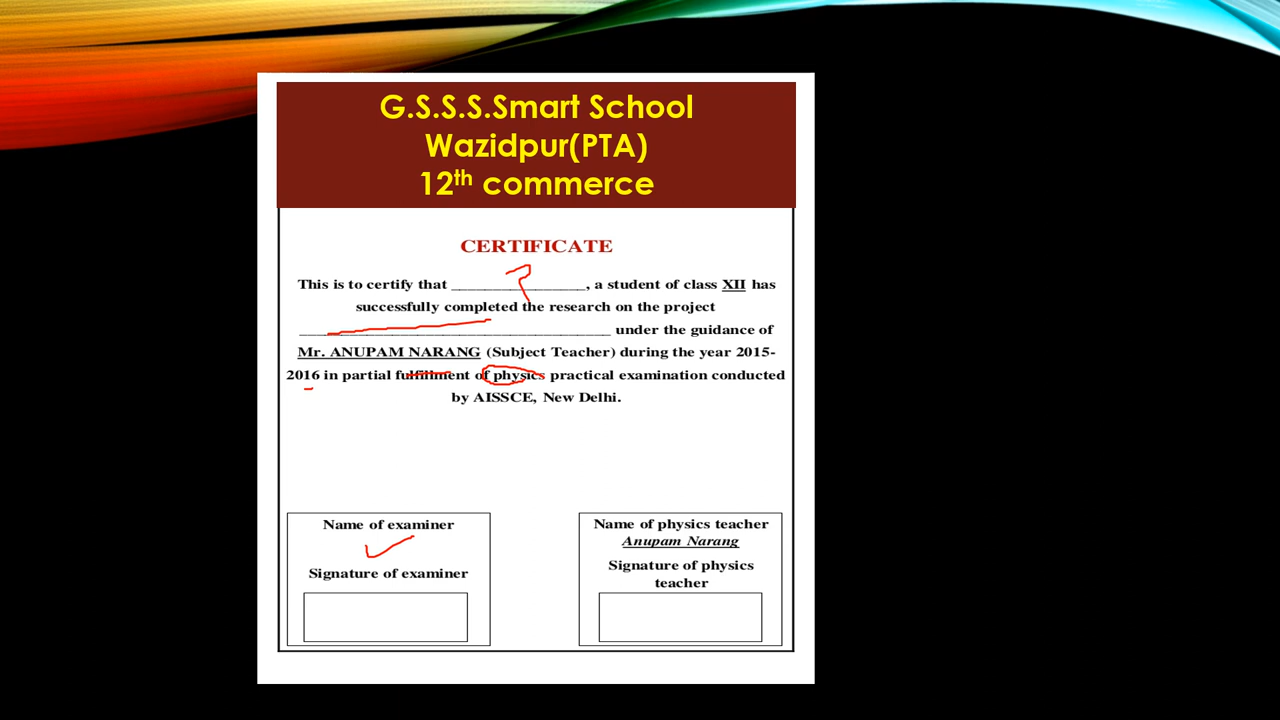 G.S.S.S.Smart School
Wazidpur(PTA)
12th commerce
CERTIFICATE
This is to certify that ________________, a student of class XII has
successfully completed the research on the project
_____________________________________ under the guidance of
Mr. ANUPAM NARANG (Subject Teacher) during the year 2015-
2016 in partial fulfillment of physics practical examination conducted
by AISSCE, New Delhi.
Name of examiner
Signature of examiner
Name of physics teacher
Anupam Narang
Signature of physics
teacher